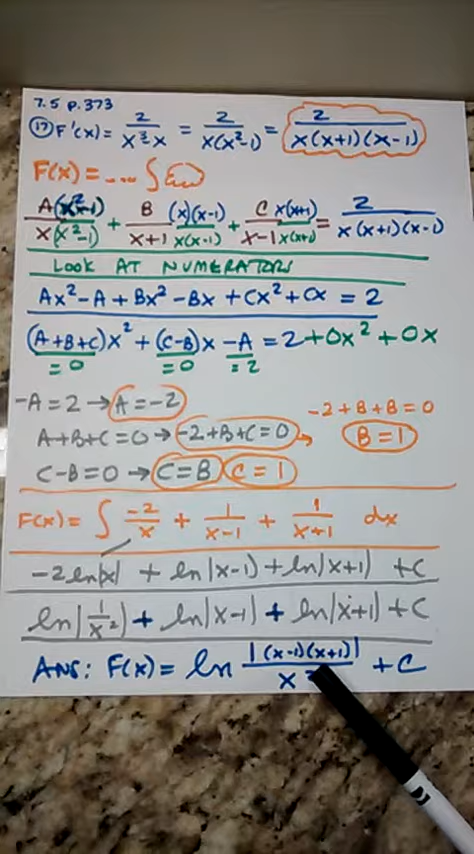 7.5 p.373
(17) F'(x) = 2/(x³-x) = 2/(x(x²-1)) = 2/(x(x+1)(x-1))
F(x) = .... ∫
A(x²-1)/(x(x²-1)) + B (x)(x-1)/(x+1 x(x-1)) + C x(x+1)/(x-1 x(x+1)) = 2/(x(x+1)(x-1))
LOOK AT NUMERATORS
Ax²-A+Bx²-Bx+Cx²+Cx = 2
(A+B+C)x² + (C-B)x -A = 2+0x²+0x
=0 =0 =2
-A=2 → A=-2
-2+B+B=0
A+B+C=0 → -2+B+C=0 → B=1
C-B=0 → C=B C=1
F(x) = ∫ -2/x + 1/(x-1) + 1/(x+1) dx
-2ln|x| + ln|x-1| + ln|x+1| + C
ln|1/x²| + ln|x-1| + ln|x+1| + C
ANS: F(x) = ln |(x-1)(x+1)|/x² + C